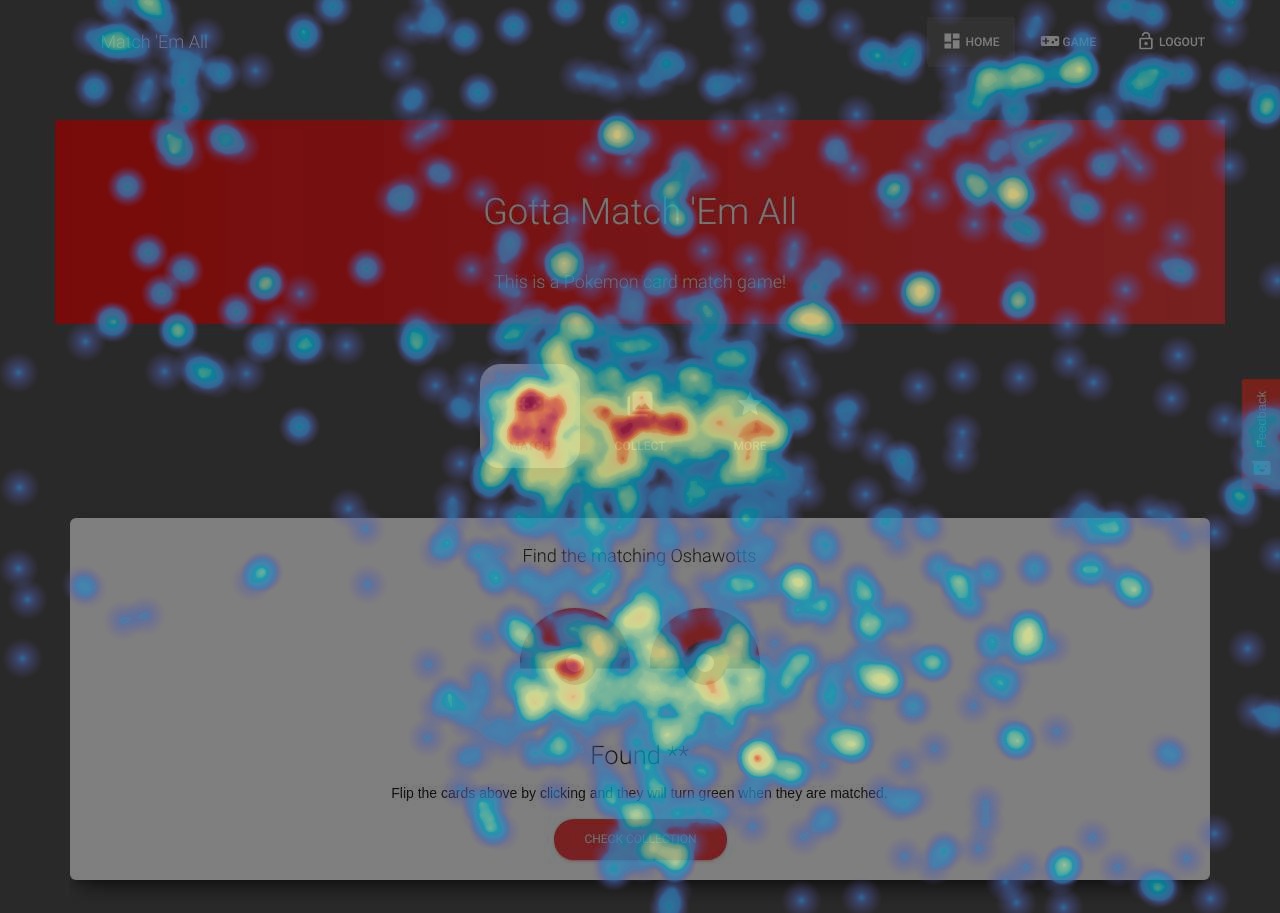 Match 'Em All
HOME
GAME
LOGOUT
Gotta Match 'Em All
This is a Pokemon card match game!
COLLECT
MORE
Feedback
Find the matching Oshawotts
Found **
Flip the cards above by clicking and they will turn green when they are matched.
CHECK COLLECTION